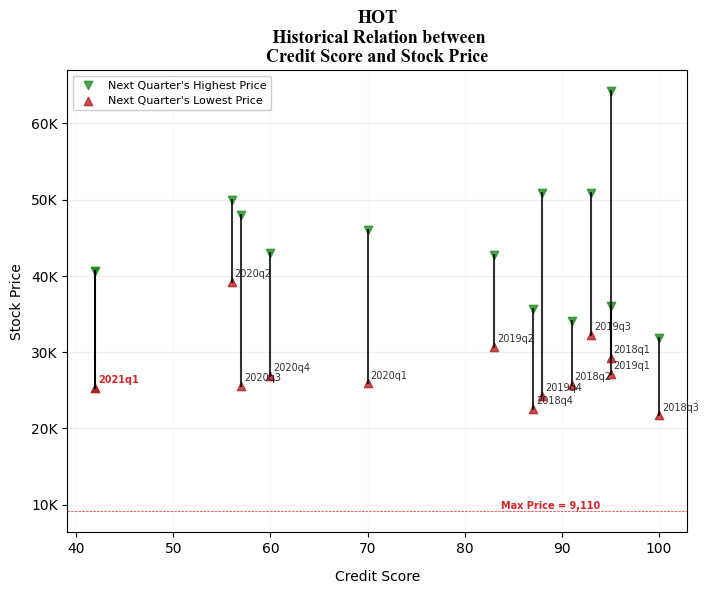 HOT
Historical Relation between
Credit Score and Stock Price
Next Quarter's Highest Price
Next Quarter's Lowest Price
60K
50K
40K
30K
20K
10K
Stock Price
2020q2
2019q3
2019q2
2018q1
2020q4
2019q1
2021q1
2020q3
2020q1
2018q2
2019q4
2018q4
2018q3
Max Price = 9,110
40
50
60
70
80
90
100
Credit Score